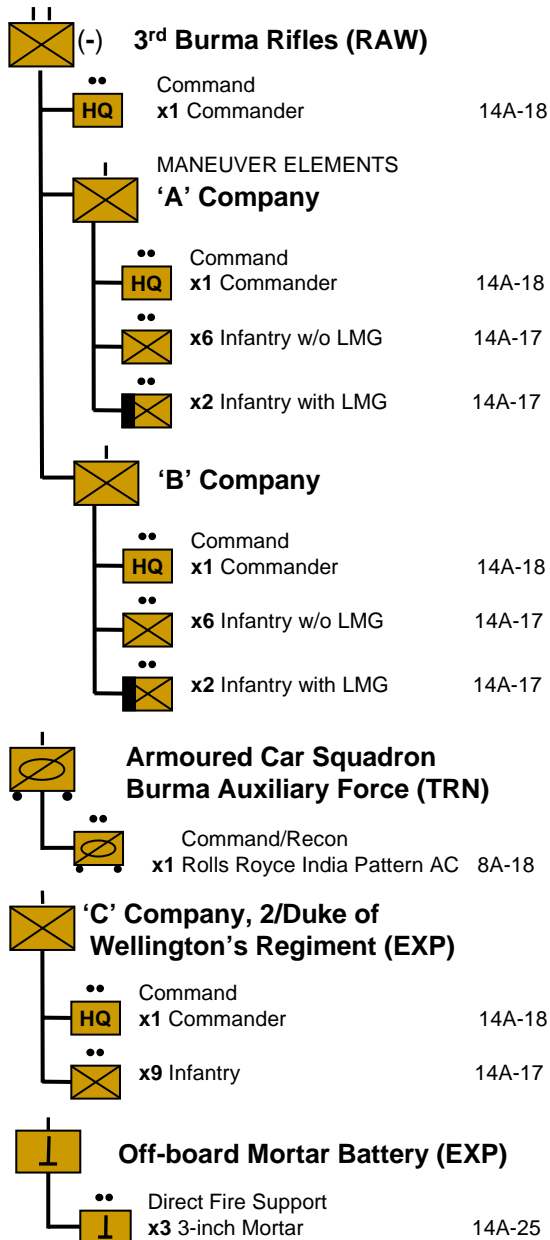 (-) 3rd Burma Rifles (RAW)
Command
HQ x1 Commander 14A-18
MANEUVER ELEMENTS
‘A’ Company
Command
HQ x1 Commander 14A-18
x6 Infantry w/o LMG 14A-17
x2 Infantry with LMG 14A-17
‘B’ Company
Command
HQ x1 Commander 14A-18
x6 Infantry w/o LMG 14A-17
x2 Infantry with LMG 14A-17
Armoured Car Squadron
Burma Auxiliary Force (TRN)
Command/Recon
x1 Rolls Royce India Pattern AC 8A-18
‘C’ Company, 2/Duke of
Wellington’s Regiment (EXP)
Command
HQ x1 Commander 14A-18
x9 Infantry 14A-17
Off-board Mortar Battery (EXP)
Direct Fire Support
x3 3-inch Mortar 14A-25